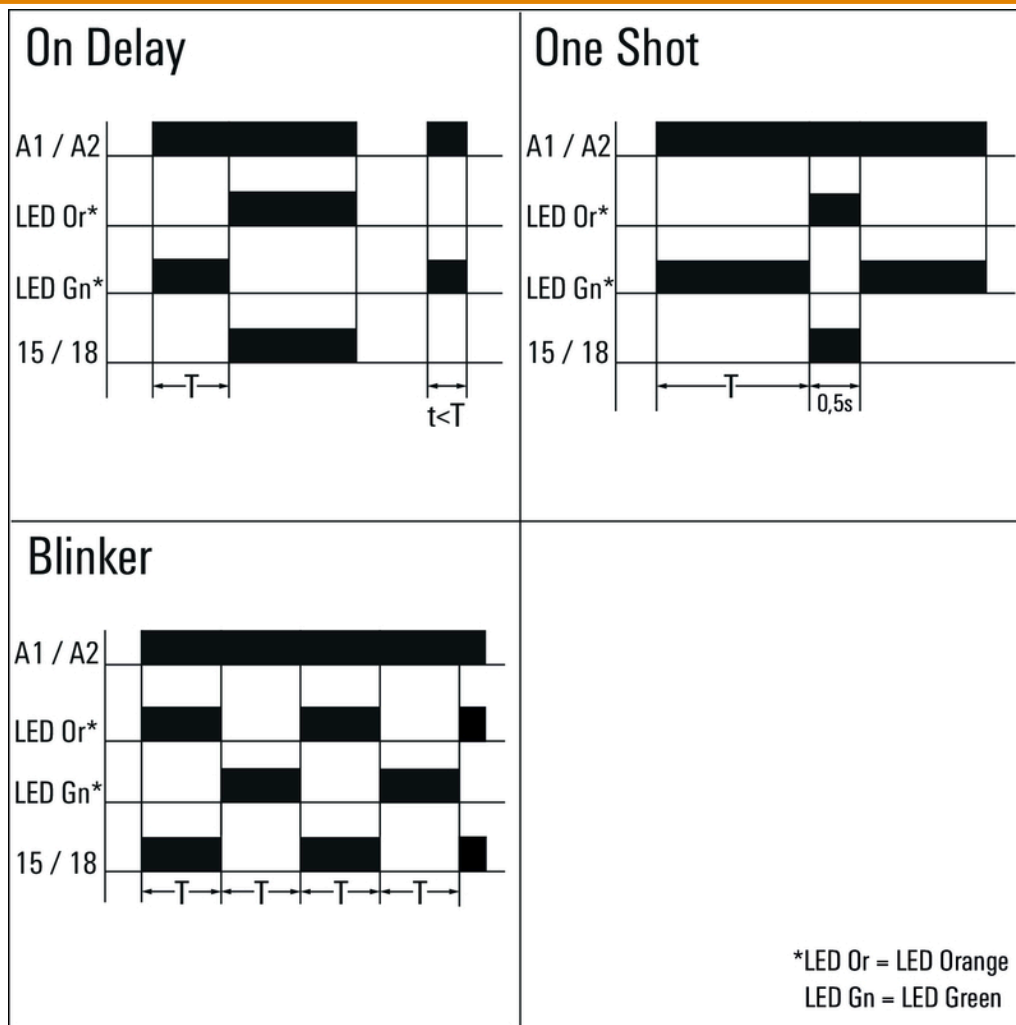 On Delay
A1 / A2
LED Or*
LED Gn*
15 / 18
T
t<T
One Shot
A1 / A2
LED Or*
LED Gn*
15 / 18
T
0,5s
Blinker
A1 / A2
LED Or*
LED Gn*
15 / 18
T T T T
*LED Or = LED Orange
LED Gn = LED Green